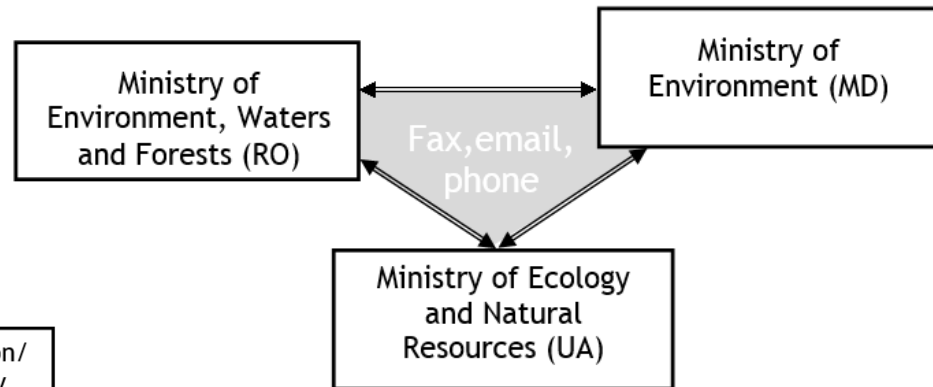 Ministry of
Environment, Waters
and Forests (RO)
Ministry of
Environment (MD)
Fax,email,
phone
Ministry of Ecology
and Natural
Resources (UA)
on/